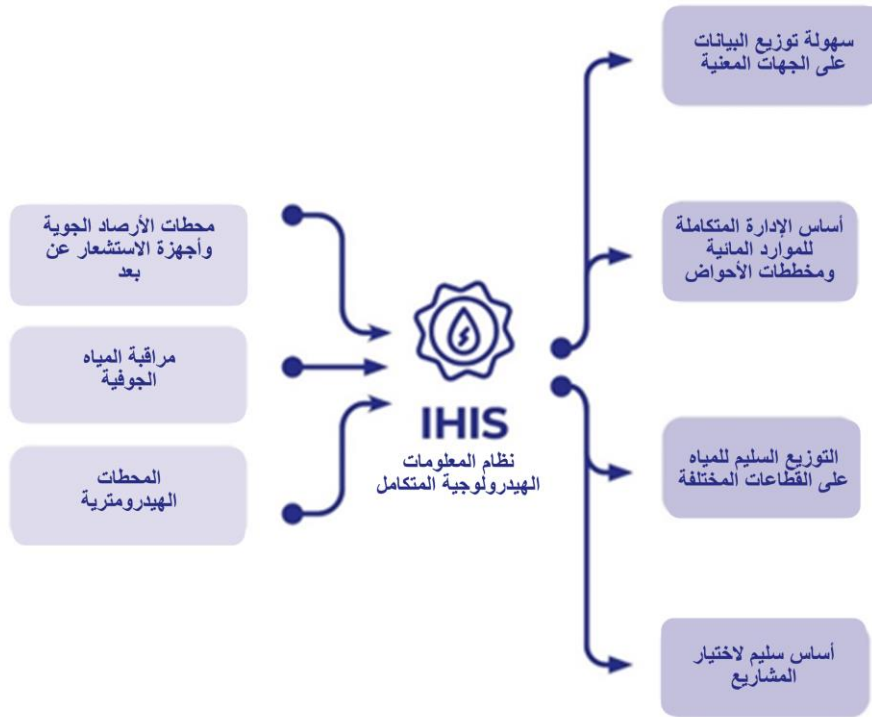 سهولة توزيع البيانات
على الجهات المعنية
محطات الأرصاد الجوية
وأجهزة الاستشعار عن
بعد
أساس الإدارة المتكاملة
للموارد المائية
ومخططات الأحواض
مراقبة المياه
الجوفية
IHIS
نظام المعلومات
الهيدرولوجية المتكامل
المحطات
الهيدرومترية
التوزيع السليم للمياه
على القطاعات المختلفة
أساس سليم لاختيار
المشاريع